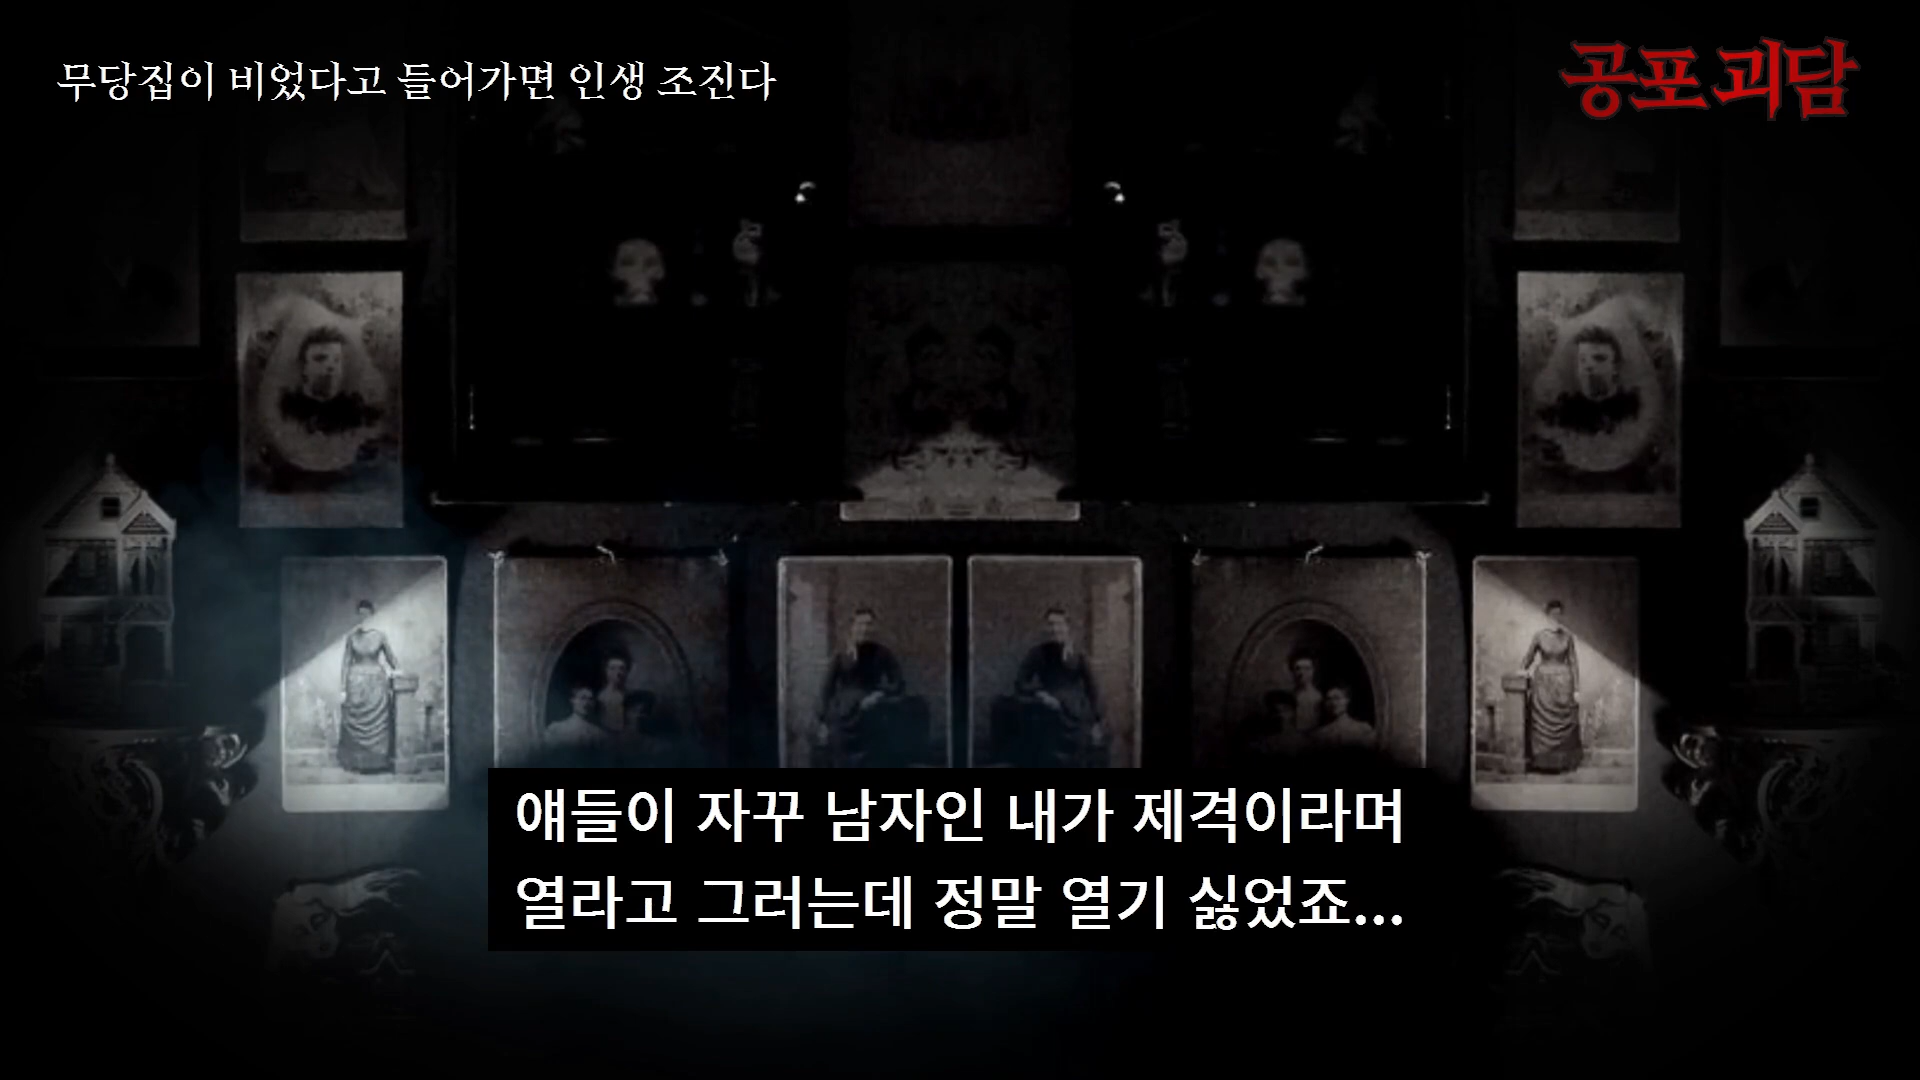 무당집이 비었다고 들어가면 인생 조진다
공포 괴담
얘들이 자꾸 남자인 내가 제격이라며
열라고 그러는데 정말 열기 싫었죠...